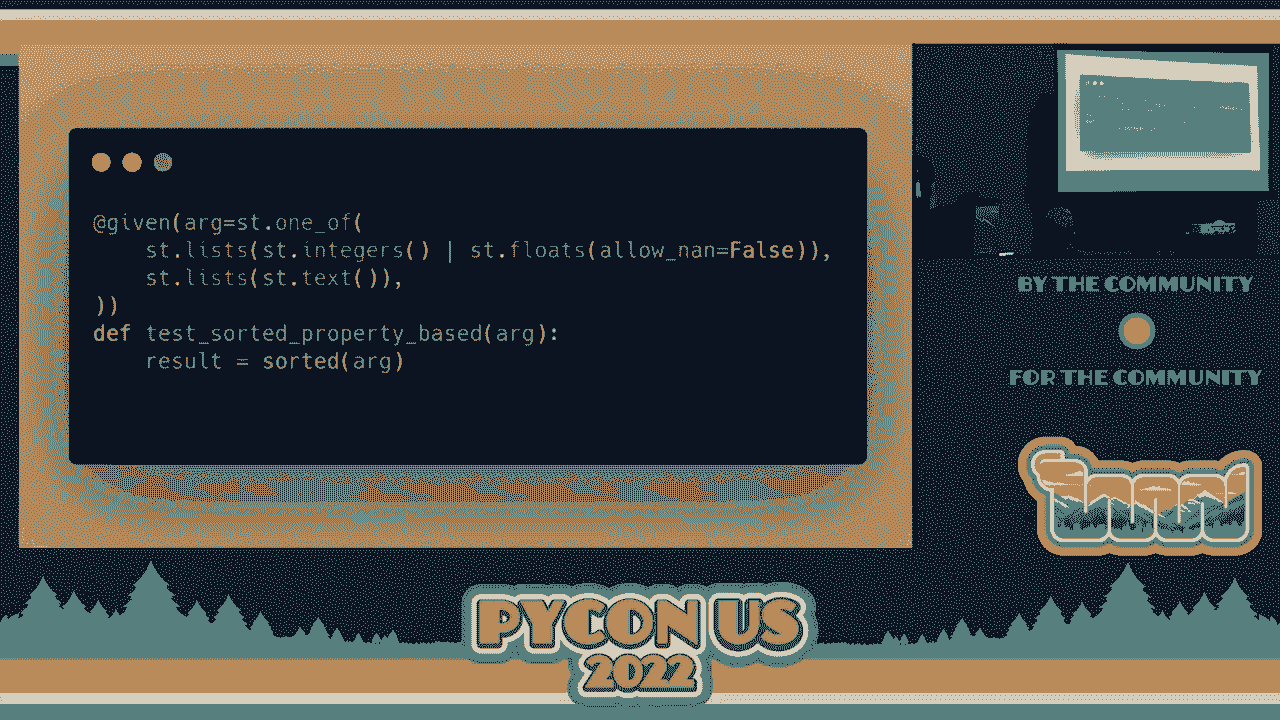 @given(arg=st.one_of(
    st.lists(st.integers() | st.floats(allow_nan=False)),
    st.lists(st.text()),
))
def test_sorted_property_based(arg):
    result = sorted(arg)
BY THE COMMUNITY
FOR THE COMMUNITY
PYCON US
2022